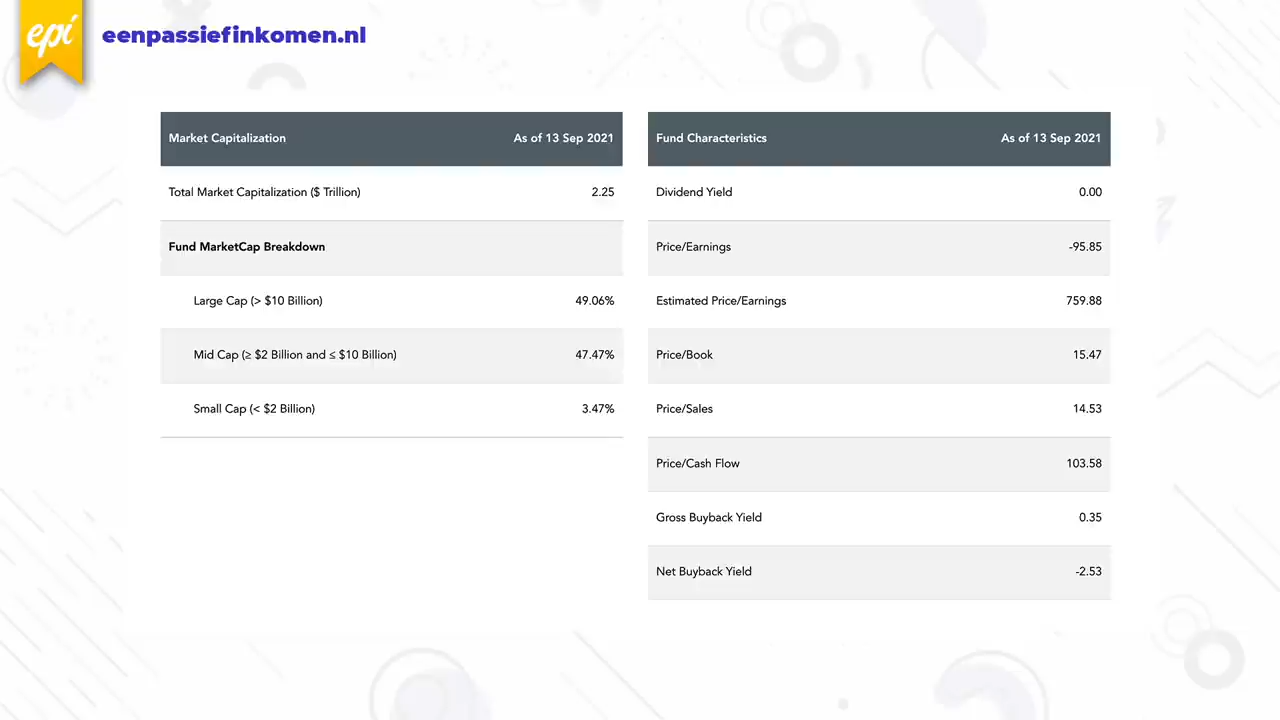 epi
eenpassiefinkomen.nl
Market Capitalization As of 13 Sep 2021
Total Market Capitalization ($ Trillion) 2.25
Fund MarketCap Breakdown
Large Cap (> $10 Billion) 49.06%
Mid Cap (≥ $2 Billion and ≤ $10 Billion) 47.47%
Small Cap (< $2 Billion) 3.47%
Fund Characteristics As of 13 Sep 2021
Dividend Yield 0.00
Price/Earnings -95.85
Estimated Price/Earnings 759.88
Price/Book 15.47
Price/Sales 14.53
Price/Cash Flow 103.58
Gross Buyback Yield 0.35
Net Buyback Yield -2.53